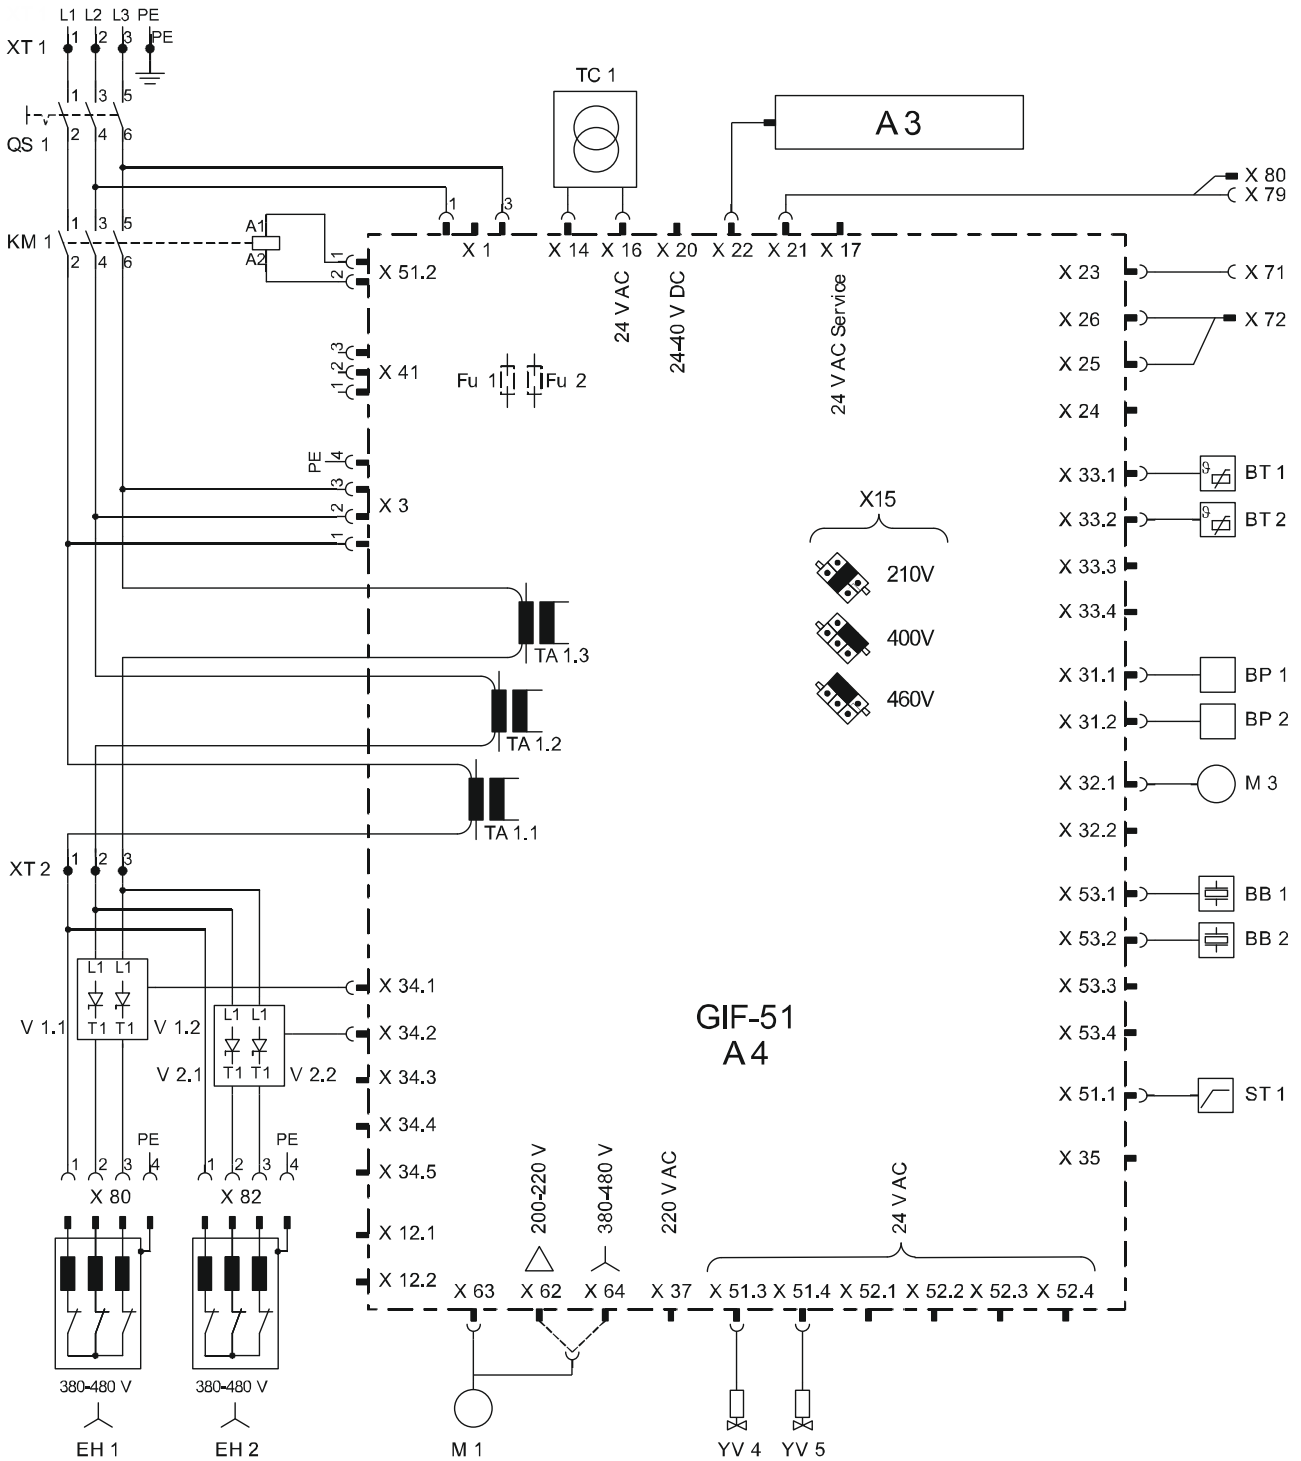 L1 L2 L3 PE
XT 1 1 2 3 PE
TC 1
A 3
1 3 5
QS 1 2 4 6
X 80
X 79
1 3
1 3 5 A1
KM 1
2 4 6 A2
1
2
X 51.2
X 1 X 14 X 16 X 20 X 22 X 21 X 17
24 V AC
24-40 V DC
24 V AC Service
X 23 X 71
X 26 X 72
X 25
X 24
3
2
1
X 41
Fu 1 Fu 2
PE 4
3
2
1
X 3
X 33.1 BT 1
X 33.2 BT 2
X 33.3
X 33.4
X15
210V
400V
460V
TA 1.3
TA 1.2
TA 1.1
X 31.1 BP 1
X 31.2 BP 2
X 32.1 M 3
X 32.2
XT 2 1 2 3
X 53.1 BB 1
X 53.2 BB 2
X 53.3
X 53.4
L1 L1
V 1.1 T1 T1 V 1.2
L1 L1
V 2.1 T1 T1 V 2.2
X 34.1
X 34.2
X 34.3
X 34.4
X 34.5
X 12.1
X 12.2
GIF-51
A 4
X 51.1 ST 1
X 35
PE PE
1 2 3 4 1 2 3 4
X 80 X 82
200-220 V
380-480 V
220 V AC
24 V AC
X 63 X 62 X 64 X 37 X 51.3 X 51.4 X 52.1 X 52.2 X 52.3 X 52.4
380-480 V 380-480 V
EH 1 EH 2 M 1 YV 4 YV 5